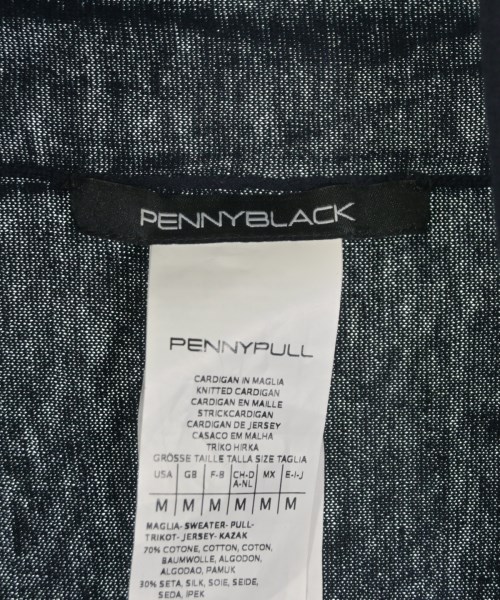 PENNYBLACK
PENNYPULL
CARDIGAN IN MAGLIA
KNITTED CARDIGAN
CARDIGAN EN MAILLE
STRICKCARDIGAN
CARDIGAN DE JERSEY
CASACO EM MALHA
TRIKO HIRKA
GRÖSSE TAILLE TALLA SIZE TAGLIA
USA GB F-B CH-D A-NL MX E-I-J
M M M M M M
MAGLIA- SWEATER- PULL-
TRIKOT- JERSEY- KAZAK
70% COTONE, COTTON, COTON,
BAUMWOLLE, ALGODON,
ALGODAO, PAMUK
30% SETA, SILK, SOIE, SEIDE,
SEDA, IPEK